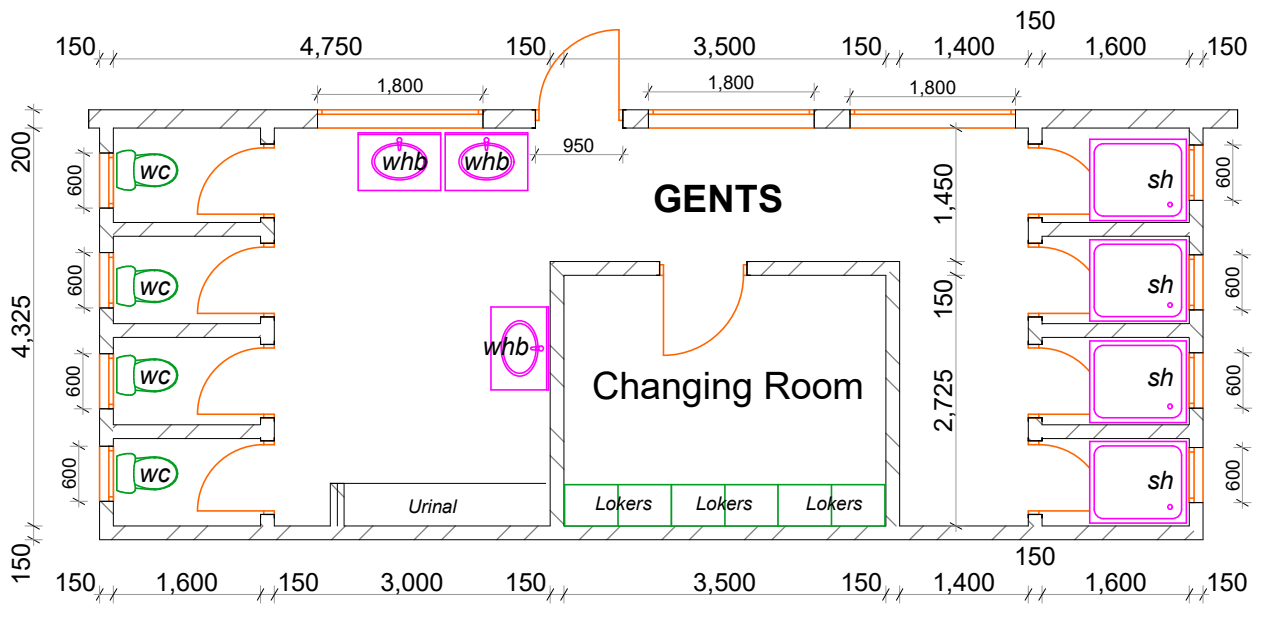 150
150 4,750 150 3,500 150 1,400 1,600 150
1,800 1,800 1,800
200 950
600 wc whb whb GENTS 1,450 sh 600
600 wc sh 600
4,325 150
whb
600 wc Changing Room 2,725 sh 600
600 wc sh 600
Urinal Lokers Lokers Lokers
150 150
150 1,600 150 3,000 150 3,500 150 1,400 1,600 150